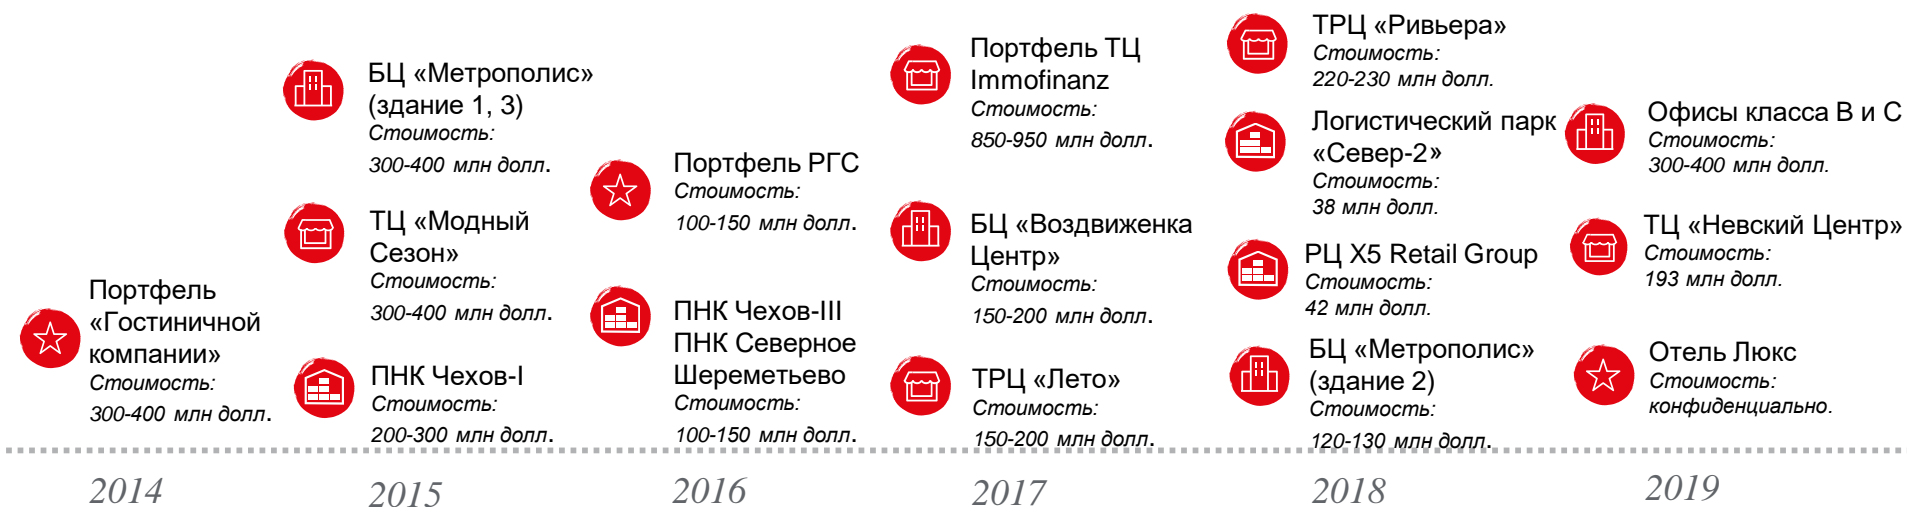 Портфель
«Гостиничной
компании»
Стоимость:
300-400 млн долл.
2014
БЦ «Метрополис»
(здание 1, 3)
Стоимость:
300-400 млн долл.
ТЦ «Модный
Сезон»
Стоимость:
300-400 млн долл.
ПНК Чехов-I
Стоимость:
200-300 млн долл.
2015
Портфель РГС
Стоимость:
100-150 млн долл.
ПНК Чехов-III
ПНК Северное
Шереметьево
Стоимость:
100-150 млн долл.
2016
Портфель ТЦ
Immofinanz
Стоимость:
850-950 млн долл.
БЦ «Воздвиженка
Центр»
Стоимость:
150-200 млн долл.
ТРЦ «Лето»
Стоимость:
150-200 млн долл.
2017
ТРЦ «Ривьера»
Стоимость:
220-230 млн долл.
Логистический парк
«Север-2»
Стоимость:
38 млн долл.
РЦ X5 Retail Group
Стоимость:
42 млн долл.
БЦ «Метрополис»
(здание 2)
Стоимость:
120-130 млн долл.
2018
Офисы класса В и С
Стоимость:
300-400 млн долл.
ТЦ «Невский Центр»
Стоимость:
193 млн долл.
Отель Люкс
Стоимость:
конфиденциально.
2019